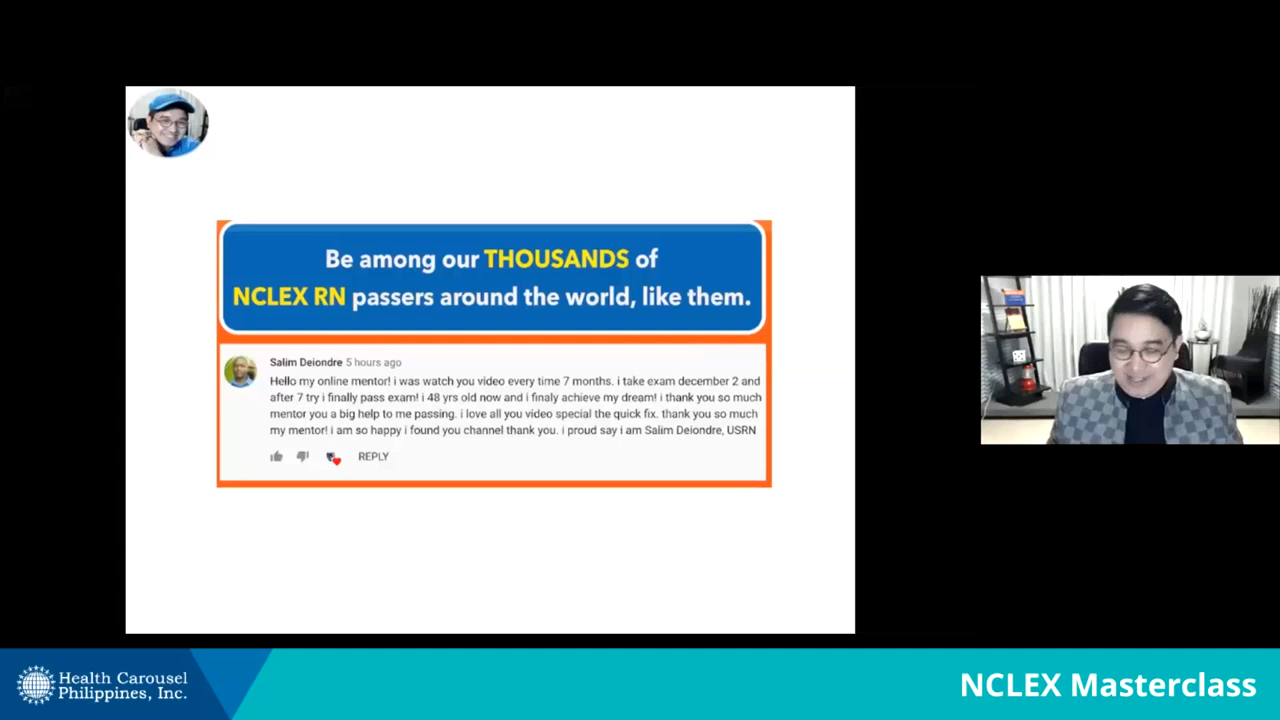 Be among our THOUSANDS of
NCLEX RN passers around the world, like them.
Salim Deiondre 5 hours ago
Hello my online mentor! i was watch you video every time 7 months. i take exam december 2 and
after 7 try i finally pass exam! i 48 yrs old now and i finaly achieve my dream! i thank you so much
mentor you a big help to me passing. i love all you video special the quick fix. thank you so much
my mentor! i am so happy i found you channel thank you. i proud say i am Salim Deiondre, USRN
REPLY
Health Carousel
Philippines, Inc.
NCLEX Masterclass